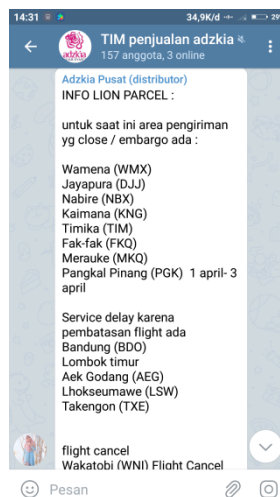 14:31
34,9K/d
29
TIM penjualan adzkia
157 anggota, 3 online
adzkia
Adzkia Pusat (distributor)
INFO LION PARCEL :
untuk saat ini area pengiriman
yg close / embargo ada :
Wamena (WMX)
Jayapura (DJJ)
Nabire (NBX)
Kaimana (KNG)
Timika (TIM)
Fak-fak (FKQ)
Merauke (MKQ)
Pangkal Pinang (PGK) 1 april- 3
april
Service delay karena
pembatasan flight ada
Bandung (BDO)
Lombok timur
Aek Godang (AEG)
Lhokseumawe (LSW)
Takengon (TXE)
flight cancel
Wakatobi (WNI) Flight Cancel
Pesan